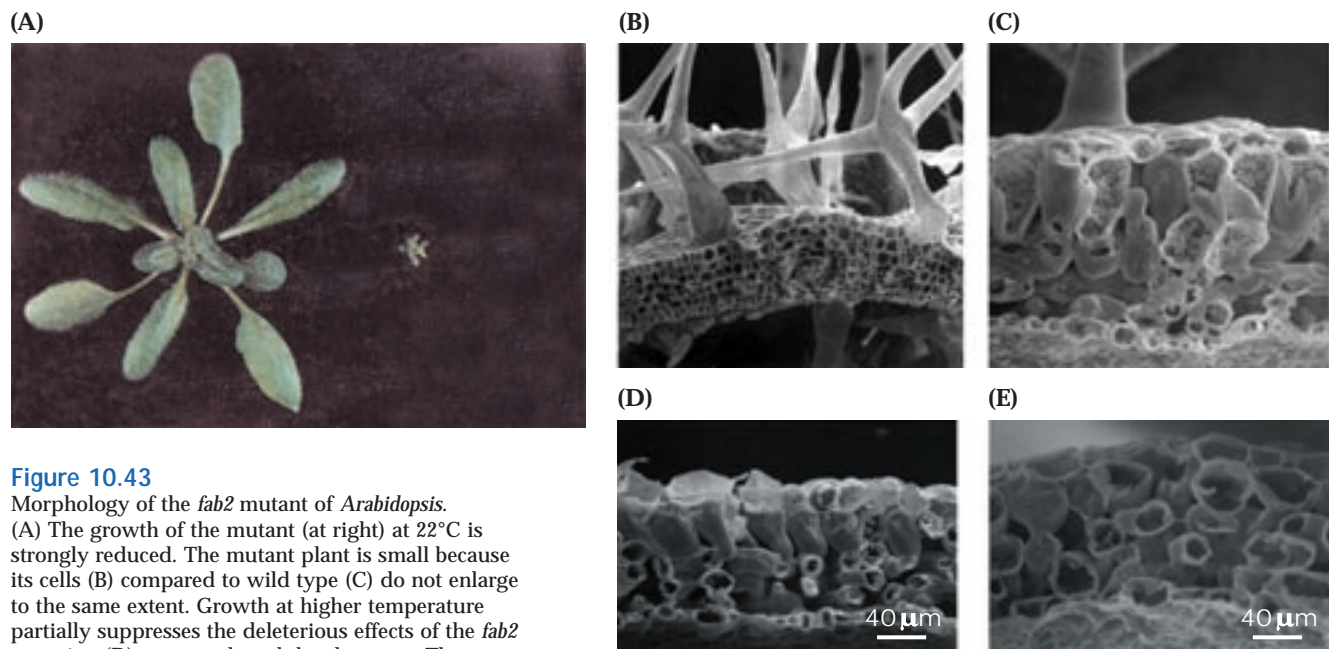 (A)
(B)
(C)
(D)
(E)
40 μm
40 μm
Figure 10.43
Morphology of the fab2 mutant of Arabidopsis.
(A) The growth of the mutant (at right) at 22°C is
strongly reduced. The mutant plant is small because
its cells (B) compared to wild type (C) do not enlarge
to the same extent. Growth at higher temperature
partially suppresses the deleterious effects of the fab2